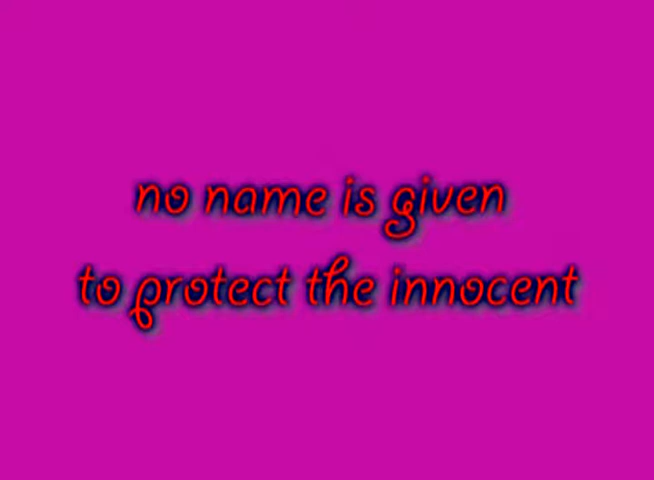 no name is given
to protect the innocent